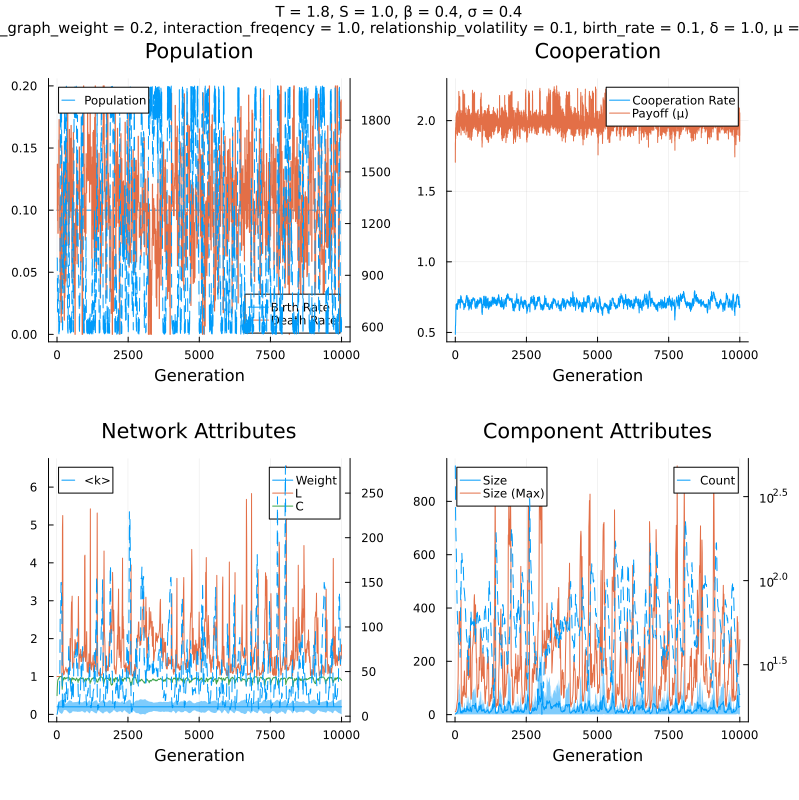 T = 1.8, S = 1.0, β = 0.4, σ = 0.4
_graph_weight = 0.2, interaction_freqency = 1.0, relationship_volatility = 0.1, birth_rate = 0.1, δ = 1.0, μ =
Population
Cooperation
Population
Birth Rate
Death Rate
0.20
0.15
0.10
0.05
0.00
1800
1500
1200
900
600
0 2500 5000 7500 10000
Generation
Cooperation Rate
Payoff (μ)
2.0
1.5
1.0
0.5
0 2500 5000 7500 10000
Generation
Network Attributes
Component Attributes
<k>
Weight
L
C
6
5
4
3
2
1
0
250
200
150
100
50
0
0 2500 5000 7500 10000
Generation
Size
Size (Max)
Count
800
600
400
200
0
10^2.5
10^2.0
10^1.5
0 2500 5000 7500 10000
Generation